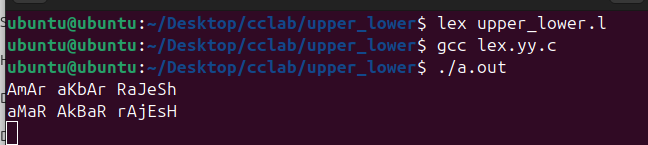 ubuntu@ubuntu:~/Desktop/cclab/upper_lower$ lex upper_lower.l
ubuntu@ubuntu:~/Desktop/cclab/upper_lower$ gcc lex.yy.c
ubuntu@ubuntu:~/Desktop/cclab/upper_lower$ ./a.out
AmAr aKbAr RaJeSh
aMaR AkBaR rAjEsH